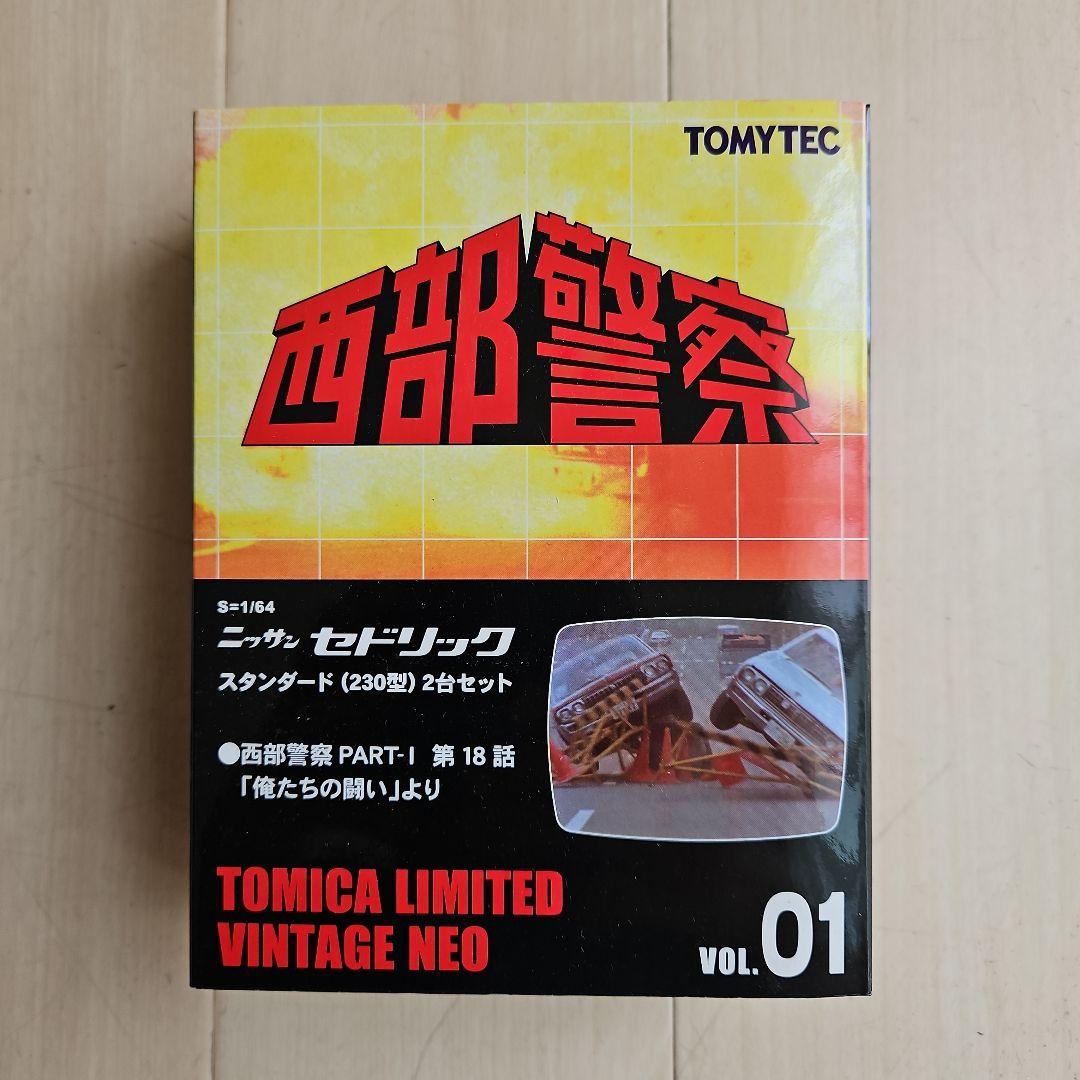 TOMYTEC
西部警察
S=1/64
ニッサン セドリック
スタンダード（230型）2台セット
●西部警察 PART-I 第18話
「俺たちの闘い」より
TOMICA LIMITED
VINTAGE NEO
VOL.01